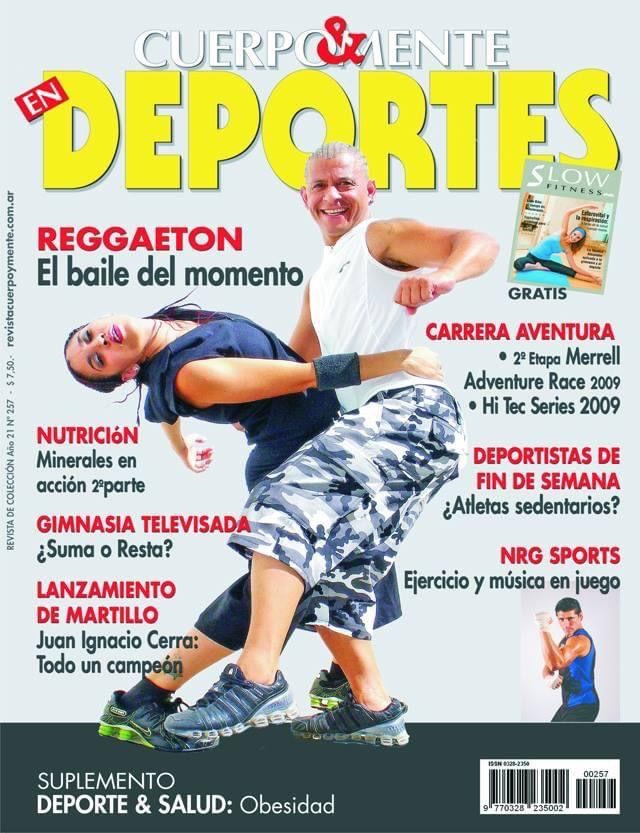 CUERPO&MENTE
EN
DEPORTES
SLOW
FITNESS
GRATIS
REGGAETON
El baile del momento
CARRERA AVENTURA
• 2ª Etapa Merrell
Adventure Race 2009
• Hi Tec Series 2009
NUTRICIóN
Minerales en
acción 2ªparte
DEPORTISTAS DE
FIN DE SEMANA
¿Atletas sedentarios?
GIMNASIA TELEVISADA
¿Suma o Resta?
NRG SPORTS
Ejercicio y música en juego
LANZAMIENTO
DE MARTILLO
Juan Ignacio Cerra:
Todo un campeón
REVISTA DE COLECCIÓN Año 21 Nº 257 - $ 7,50.- revistacuerpoymente.com.ar
SUPLEMENTO
DEPORTE & SALUD: Obesidad
ISSN 0328-2350
00257
9 770328 235002